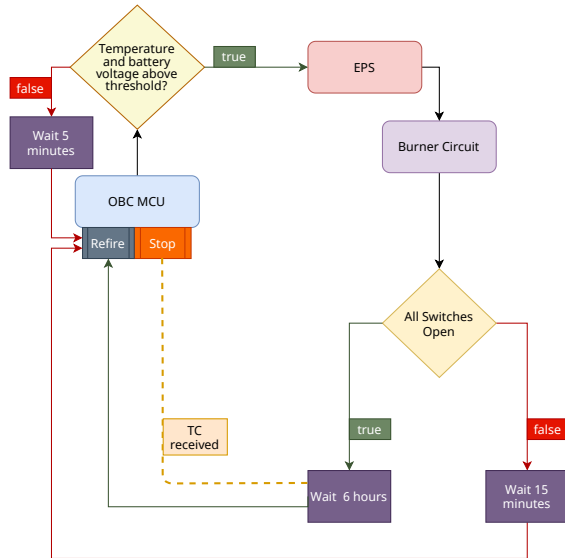 Temperature
and battery
voltage above
threshold?
true
EPS
false
Wait 5
minutes
Burner Circuit
OBC MCU
Refire
Stop
All Switches
Open
TC
received
true
false
Wait 6 hours
Wait 15
minutes